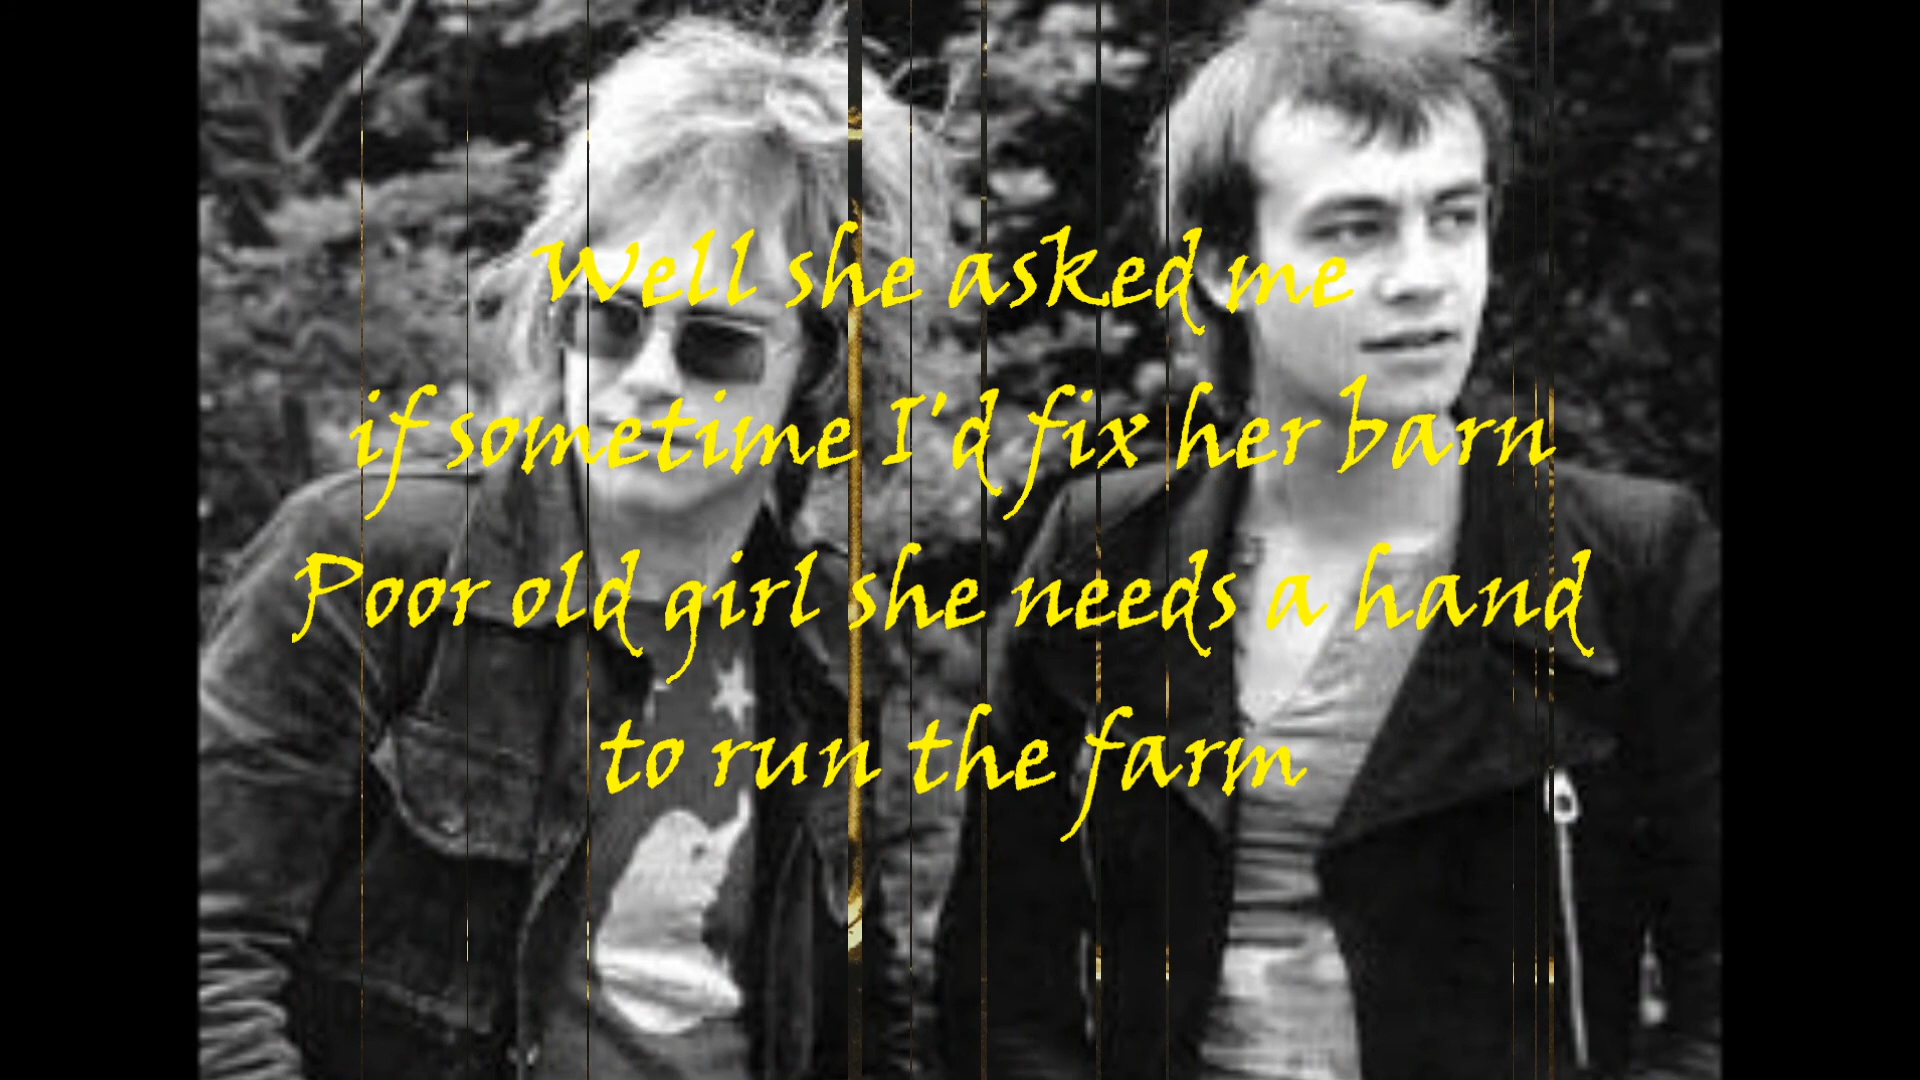 Well she asked me
if sometime I'd fix her barn
Poor old girl she needs a hand
to run the farm